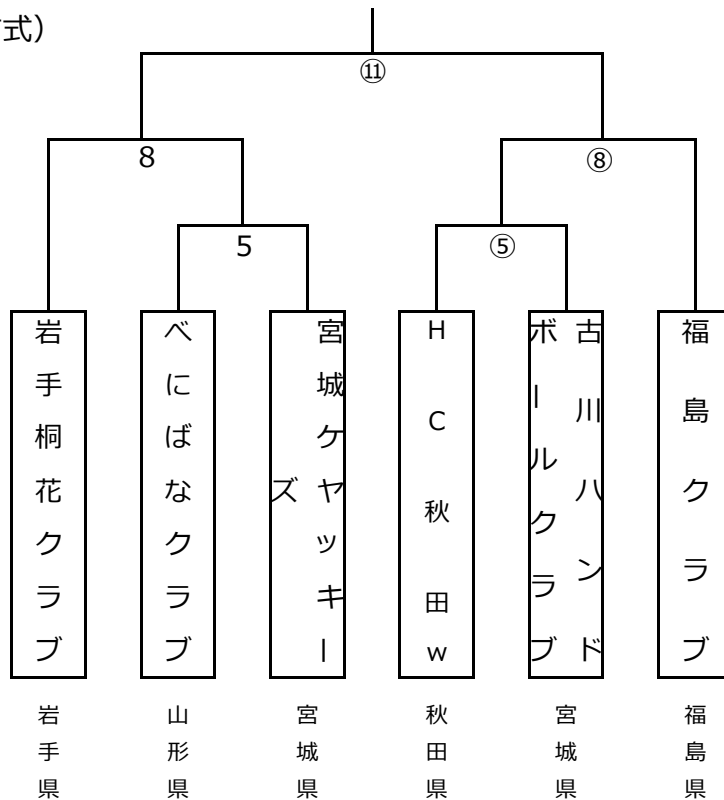 式）
⑪
8
⑧
5
⑤
岩手桐花クラブ
べにばなクラブ
宮城ケヤッキーズ
HC秋田w
古川ハンド
ボールクラブ
福島クラブ
岩手県
山形県
宮城県
秋田県
宮城県
福島県